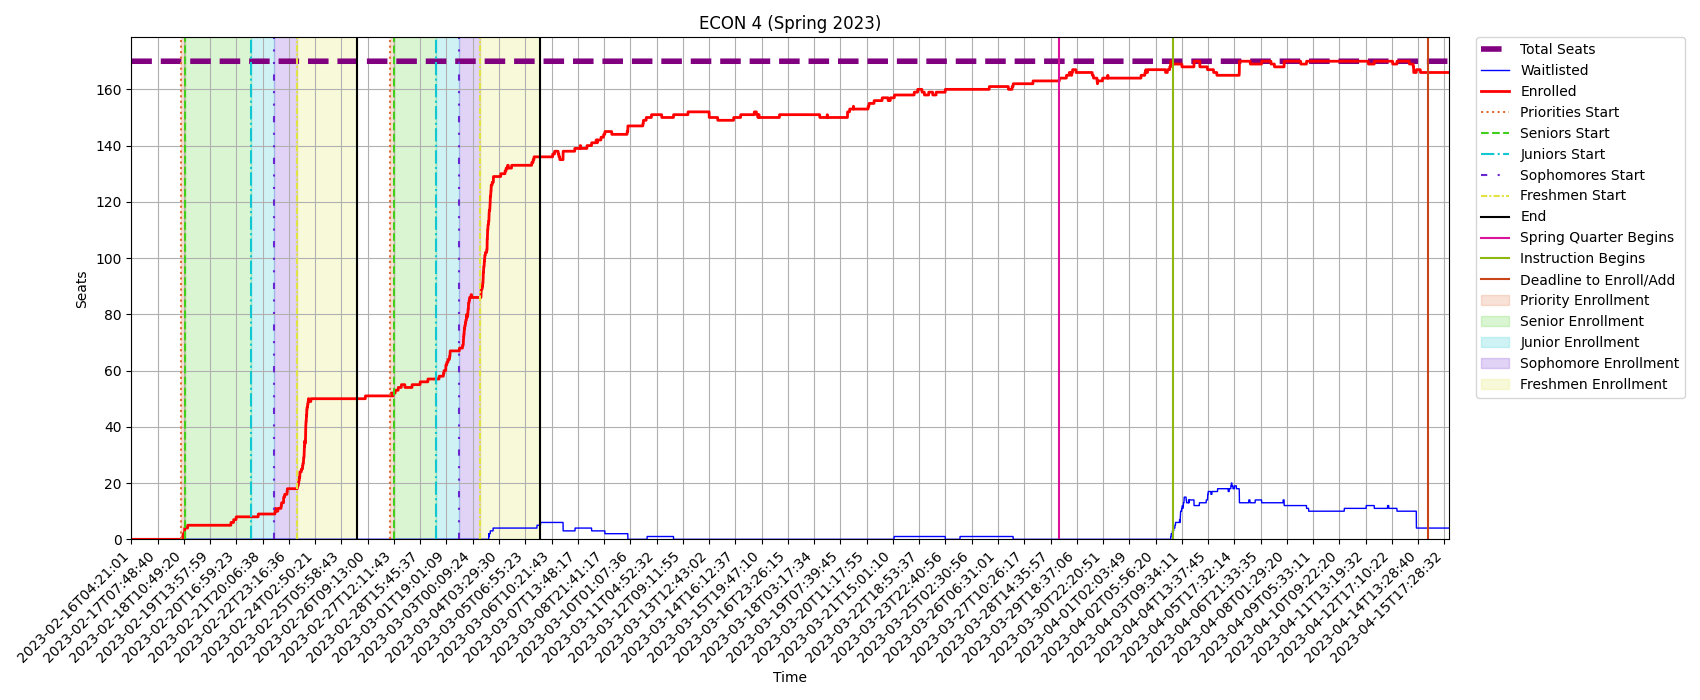 ECON 4 (Spring 2023)
Seats
160
140
120
100
80
60
40
20
0
2023-02-16T04:21:01
2023-02-17T07:48:40
2023-02-18T10:49:20
2023-02-19T13:57:59
2023-02-20T16:59:23
2023-02-21T20:06:38
2023-02-22T23:16:36
2023-02-24T02:50:21
2023-02-25T05:58:43
2023-02-26T09:13:00
2023-02-27T12:11:43
2023-02-28T15:45:37
2023-03-01T19:01:09
2023-03-03T00:09:24
2023-03-04T03:29:30
2023-03-05T06:55:23
2023-03-06T10:21:43
2023-03-07T13:48:17
2023-03-08T21:41:17
2023-03-10T01:07:36
2023-03-11T04:52:32
2023-03-12T09:11:55
2023-03-13T12:43:02
2023-03-14T16:12:37
2023-03-15T19:47:10
2023-03-16T23:26:15
2023-03-18T03:17:34
2023-03-19T07:39:45
2023-03-20T11:17:55
2023-03-21T15:01:10
2023-03-22T18:53:37
2023-03-23T22:40:56
2023-03-25T02:30:56
2023-03-26T06:31:01
2023-03-27T10:26:17
2023-03-28T14:35:57
2023-03-29T18:37:06
2023-03-30T22:20:51
2023-04-01T02:03:49
2023-04-02T05:56:20
2023-04-03T09:34:11
2023-04-04T13:37:45
2023-04-05T17:32:14
2023-04-06T21:33:35
2023-04-08T01:29:20
2023-04-09T05:33:11
2023-04-10T09:22:20
2023-04-11T13:19:32
2023-04-12T17:10:22
2023-04-14T13:28:40
2023-04-15T17:28:32
Time
Total Seats
Waitlisted
Enrolled
Priorities Start
Seniors Start
Juniors Start
Sophomores Start
Freshmen Start
End
Spring Quarter Begins
Instruction Begins
Deadline to Enroll/Add
Priority Enrollment
Senior Enrollment
Junior Enrollment
Sophomore Enrollment
Freshmen Enrollment